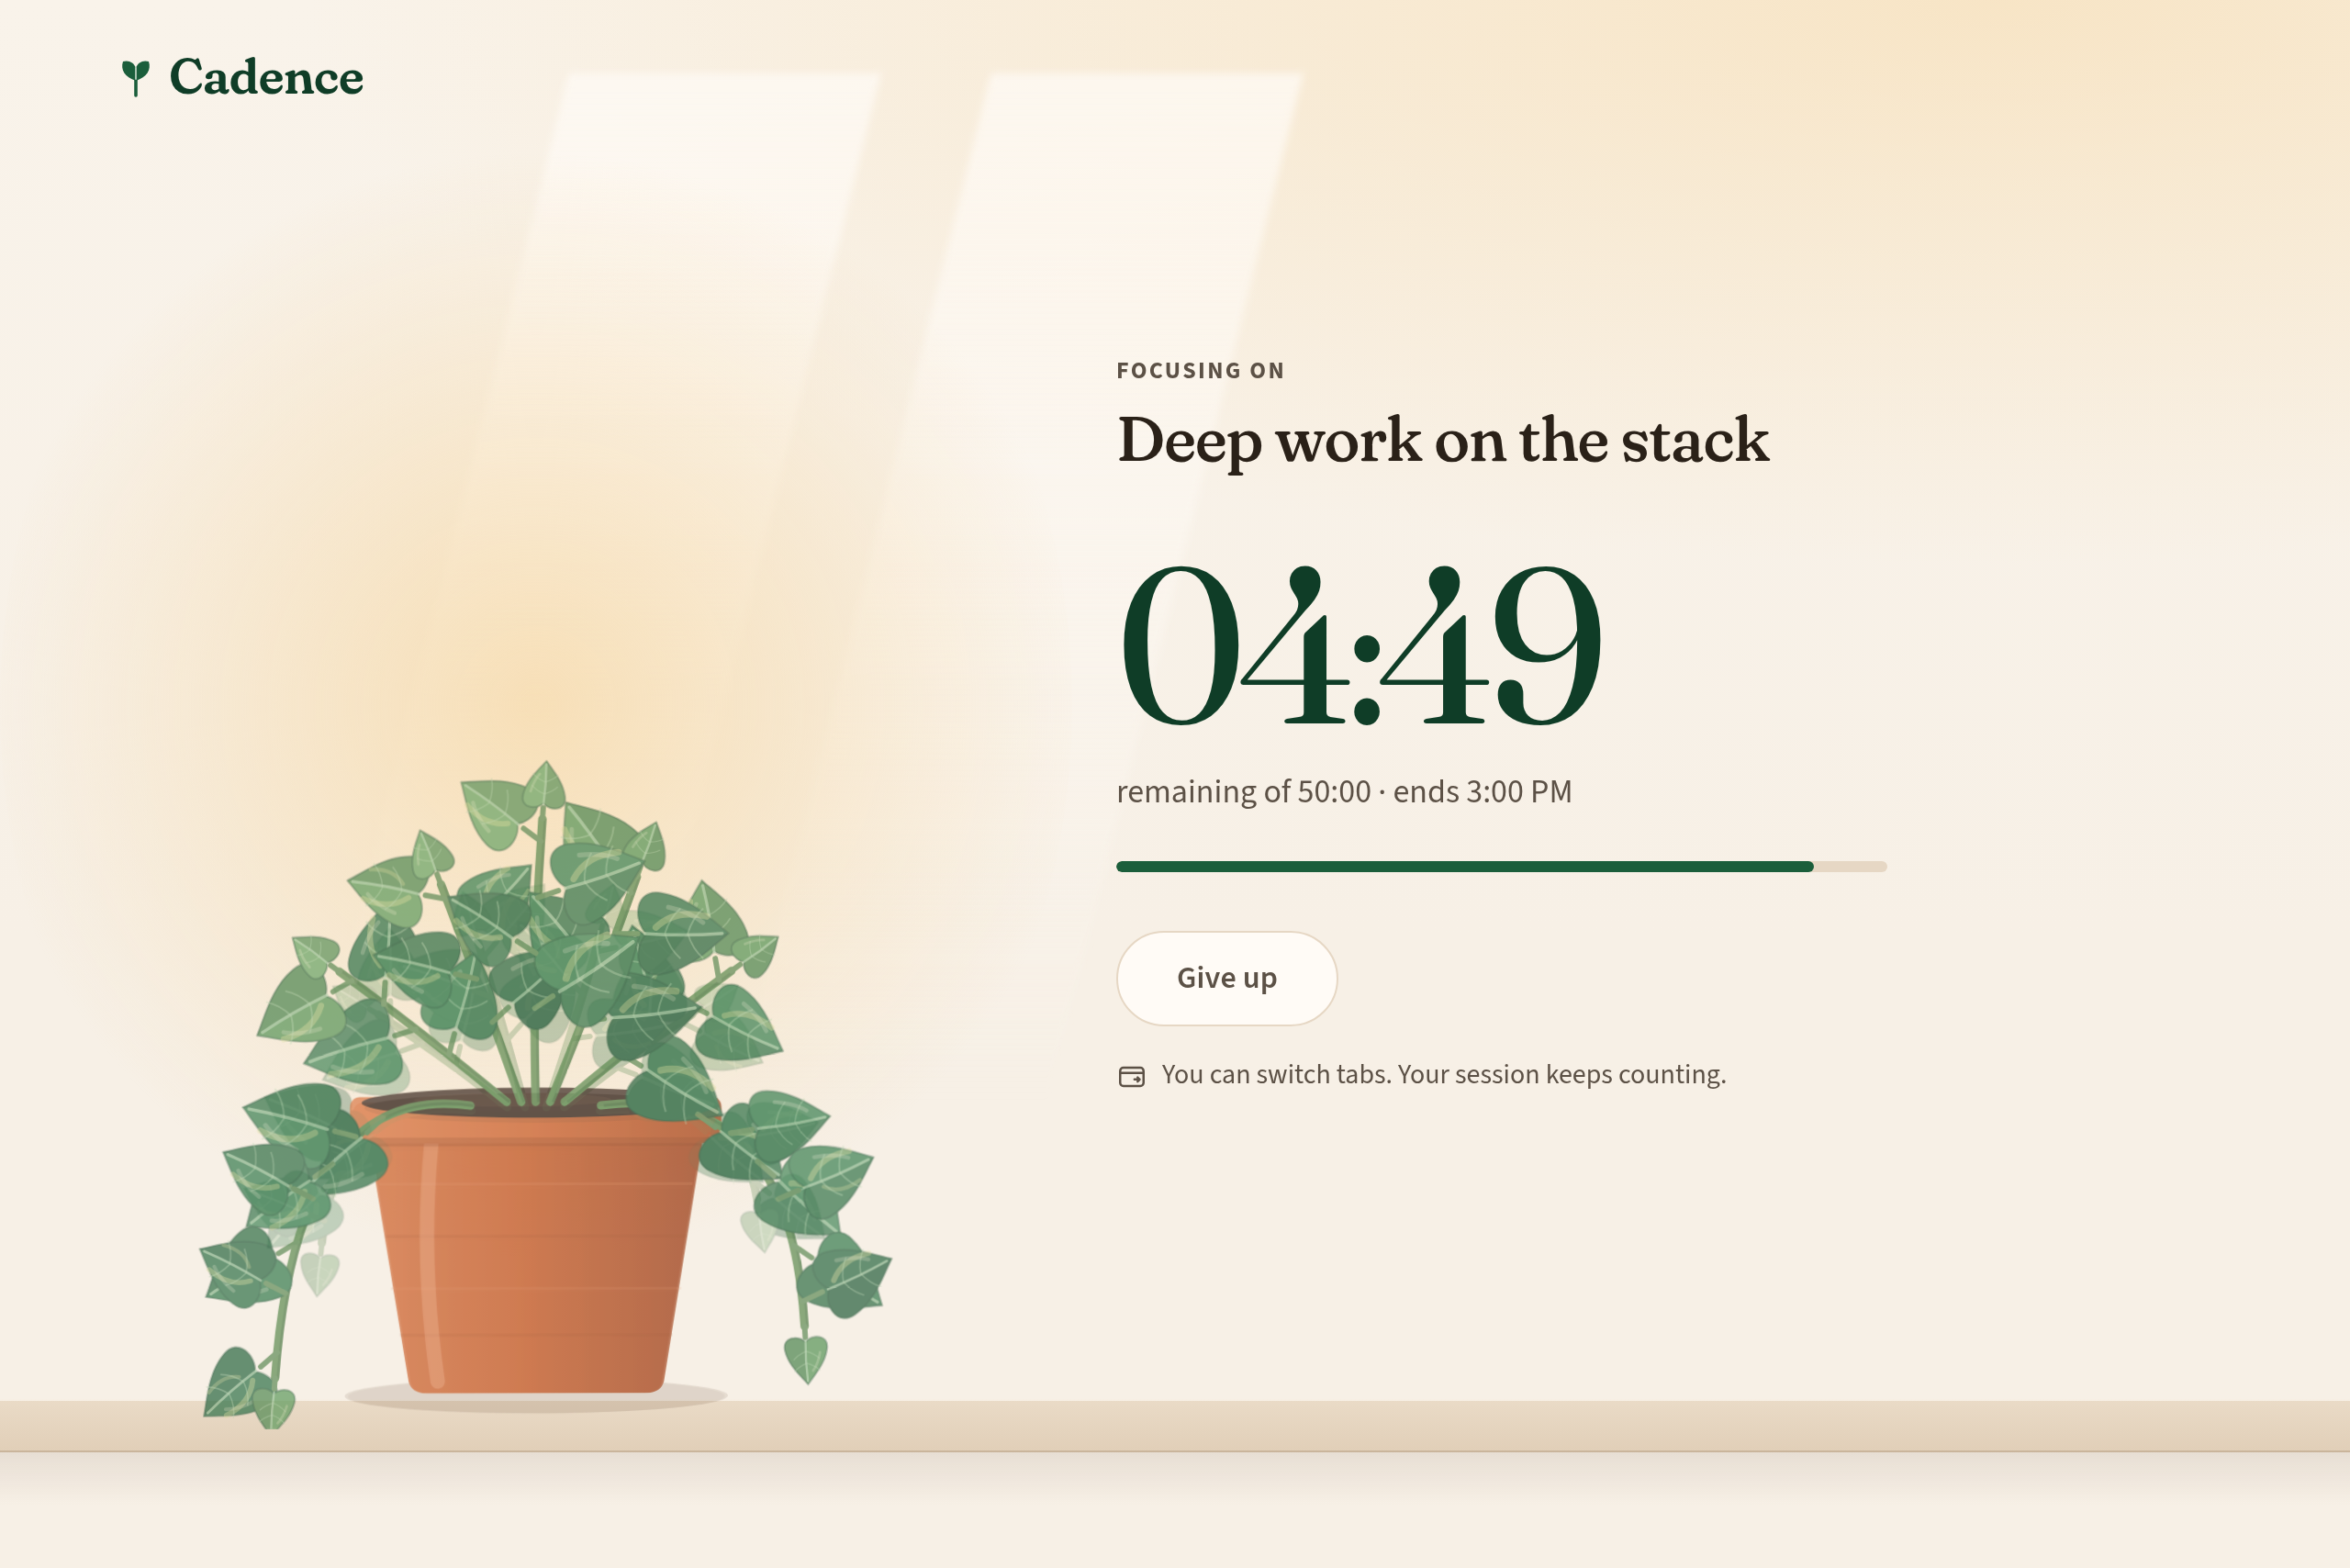 Cadence
FOCUSING ON
Deep work on the stack
04:49
remaining of 50:00 · ends 3:00 PM
Give up
You can switch tabs. Your session keeps counting.